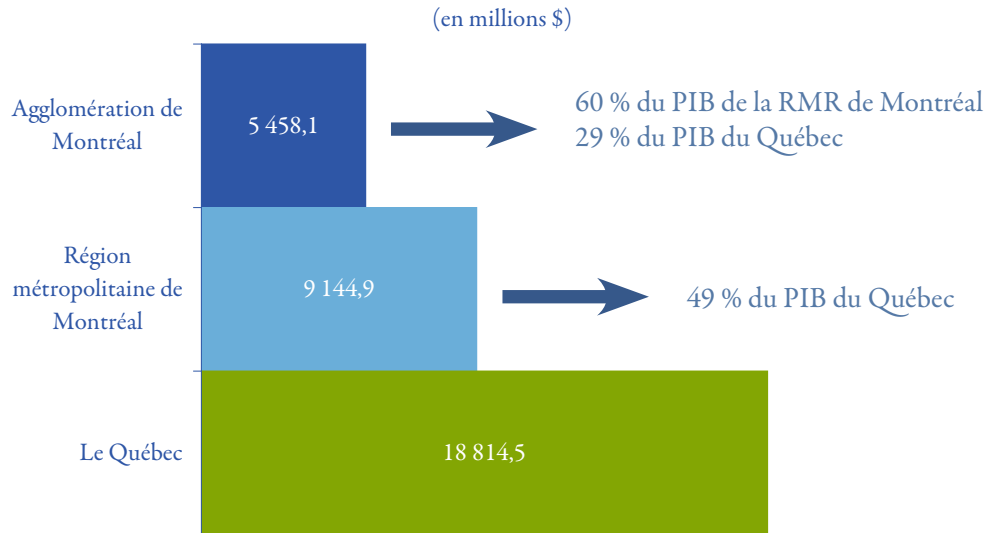 (en millions $)
Agglomération de
Montréal
5 458,1
60 % du PIB de la RMR de Montréal
29 % du PIB du Québec
Région
métropolitaine de
Montréal
9 144,9
49 % du PIB du Québec
Le Québec
18 814,5